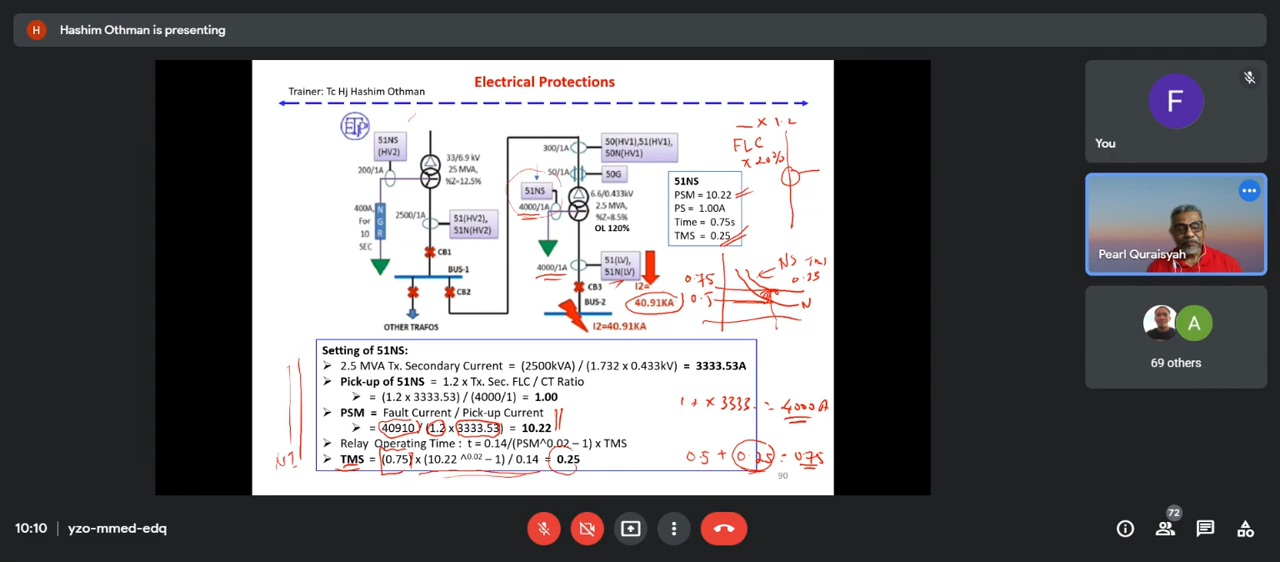 H
Hashim Othman is presenting
Electrical Protections
Trainer: Tc Hj Hashim Othman
ETP
51NS
(HV2)
200/1A
33/6.9 kV
25 MVA,
%Z=12.5%
400A
For
10
SEC
N
G
R
2500/1A
51(HV2),
51N(HV2)
CB1
BUS-1
CB2
OTHER TRAFOS
300/1A
50(HV1),51(HV1),
50N(HV1)
50/1A
50G
51NS
4000/1A
6.6/0.433kV
2.5 MVA,
%Z=8.5%
OL 120%
4000/1A
51(LV),
51N(LV)
CB3
BUS-2
I2=
40.91KA
I2=40.91KA
51NS
PSM = 10.22
PS = 1.00A
Time = 0.75s
TMS = 0.25
x 1.2
FLC
x 20%
NS TMS
0.25
0.75
0.5
N
Setting of 51NS:
➢ 2.5 MVA Tx. Secondary Current = (2500kVA) / (1.732 x 0.433kV) = 3333.53A
➢ Pick-up of 51NS = 1.2 x Tx. Sec. FLC / CT Ratio
➢ = (1.2 x 3333.53) / (4000/1) = 1.00
➢ PSM = Fault Current / Pick-up Current
➢ = 40910 / (1.2 x 3333.53) = 10.22
➢ Relay Operating Time : t = 0.14/(PSM^0.02 – 1) x TMS
➢ TMS = (0.75) x (10.22 ^0.02 – 1) / 0.14 = 0.25
x 3333 = 4000A
0.5 + 0.25 = 0.75
NI
90
F
You
Pearl Quraisyah
A
69 others
10:10 | yzo-mmed-edq
72